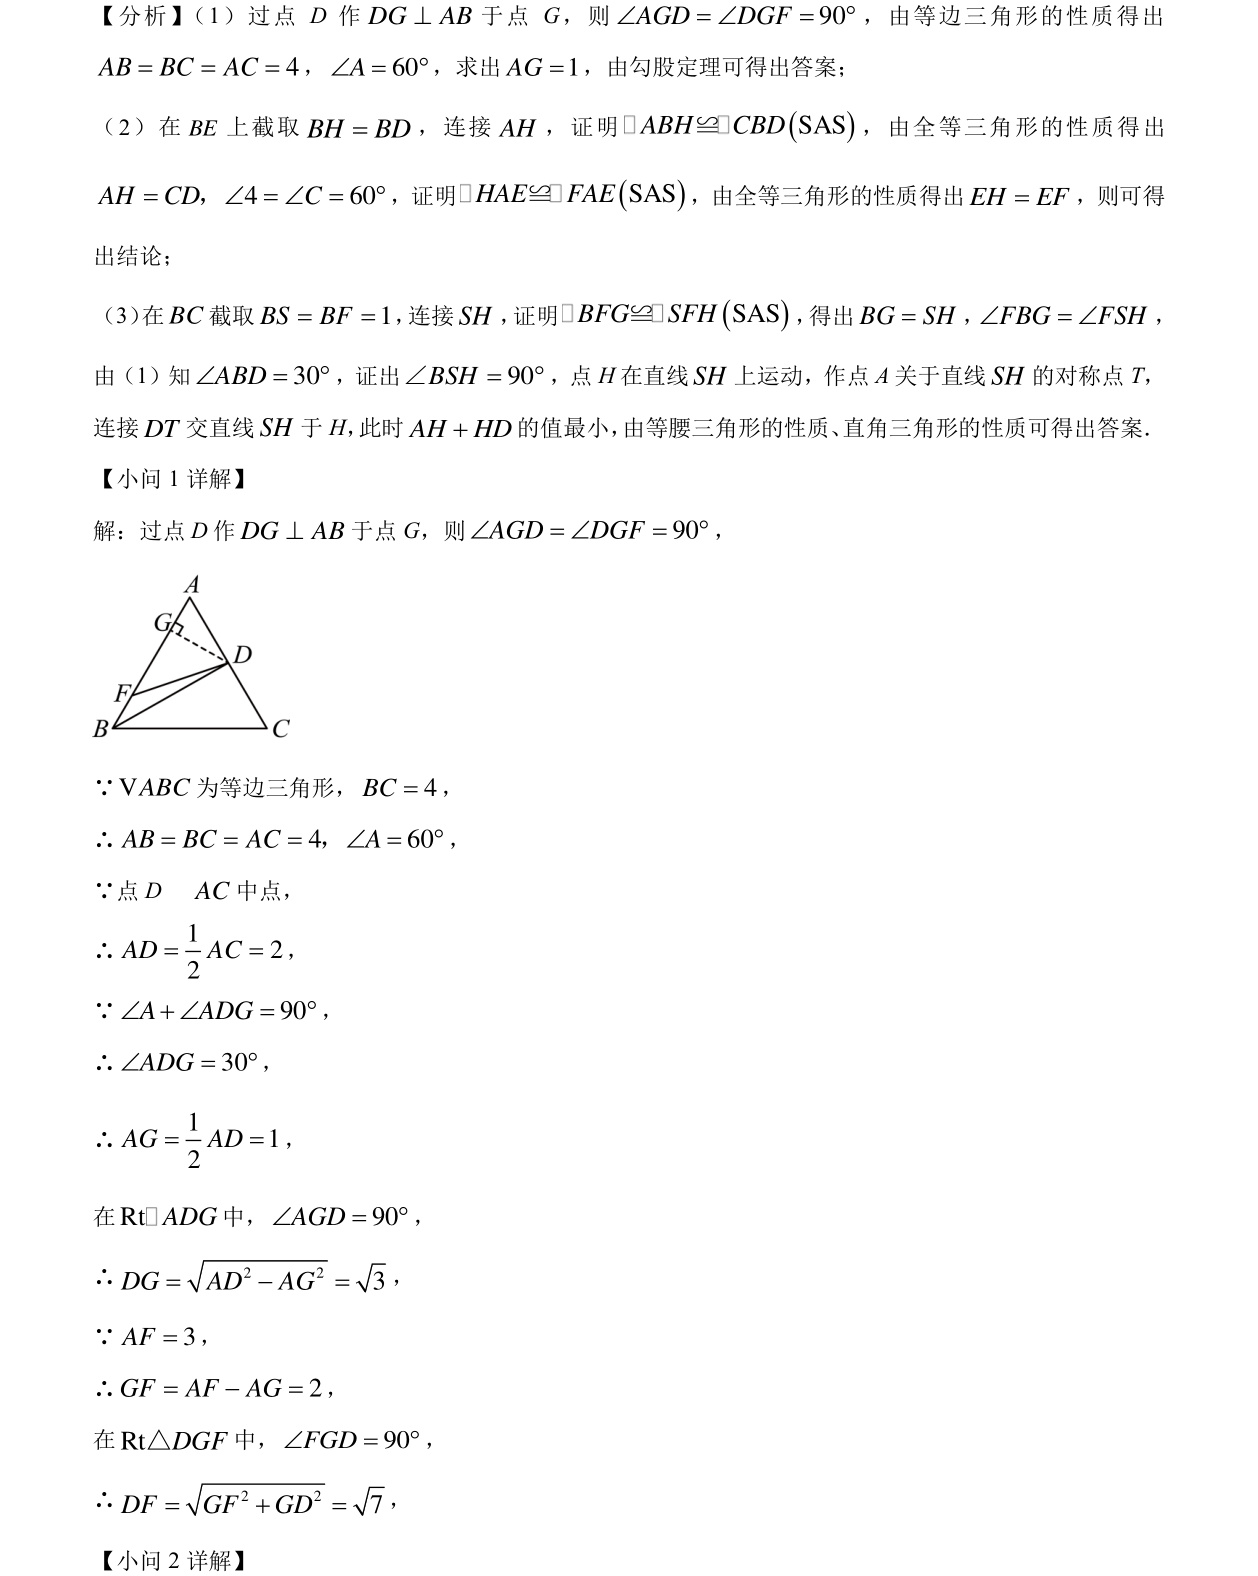 【分析】（1）过点 D 作 DG ⊥ AB 于点 G，则 ∠AGD = ∠DGF = 90°，由等边三角形的性质得出
AB = BC = AC = 4，∠A = 60°，求出 AG = 1，由勾股定理可得出答案；
（2）在 BE 上截取 BH = BD，连接 AH，证明 □ABH≌□CBD(SAS)，由全等三角形的性质得出
AH = CD，∠4 = ∠C = 60°，证明 □HAE≌□FAE(SAS)，由全等三角形的性质得出 EH = EF，则可得
出结论；
（3）在 BC 截取 BS = BF = 1，连接 SH，证明 □BFG≌□SFH(SAS)，得出 BG = SH，∠FBG = ∠FSH，
由（1）知 ∠ABD = 30°，证出 ∠BSH = 90°，点 H 在直线 SH 上运动，作点 A 关于直线 SH 的对称点 T，
连接 DT 交直线 SH 于 H，此时 AH + HD 的值最小，由等腰三角形的性质、直角三角形的性质可得出答案．
【小问 1 详解】
解：过点 D 作 DG ⊥ AB 于点 G，则 ∠AGD = ∠DGF = 90°，
A
G
D
F
B
C
∵ VABC 为等边三角形，BC = 4，
∴ AB = BC = AC = 4，∠A = 60°，
∵点 D AC 中点，
∴ AD = 1/2 AC = 2，
∵ ∠A + ∠ADG = 90°，
∴ ∠ADG = 30°，
∴ AG = 1/2 AD = 1，
在 Rt□ADG 中，∠AGD = 90°，
∴ DG = √(AD² − AG²) = √3，
∵ AF = 3，
∴ GF = AF − AG = 2，
在 Rt△DGF 中，∠FGD = 90°，
∴ DF = √(GF² + GD²) = √7，
【小问 2 详解】